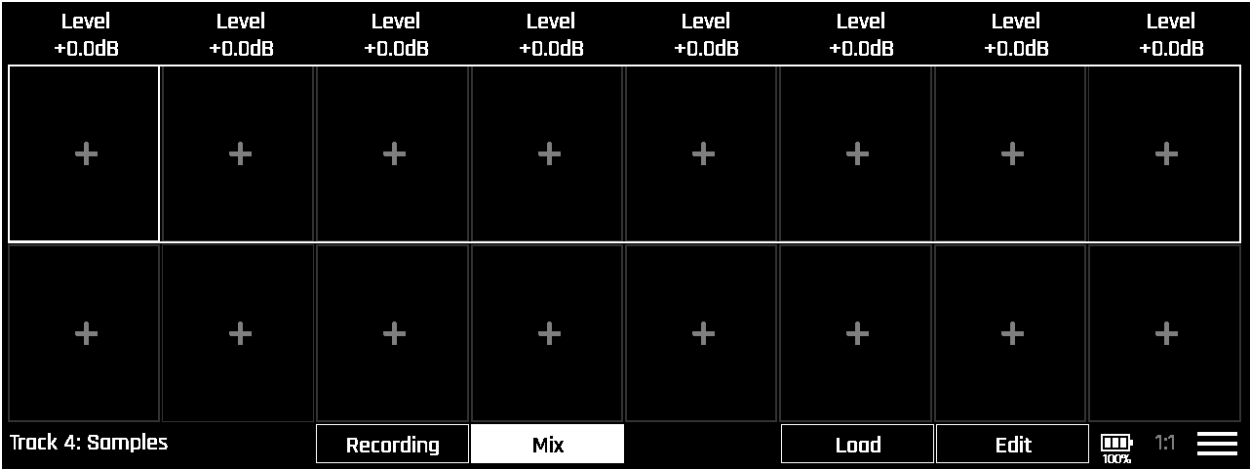 Level Level Level Level Level Level Level Level
+0.0dB +0.0dB +0.0dB +0.0dB +0.0dB +0.0dB +0.0dB +0.0dB
+ + + + + + + +
+ + + + + + + +
Track 4: Samples Recording Mix Load Edit 100% 1:1